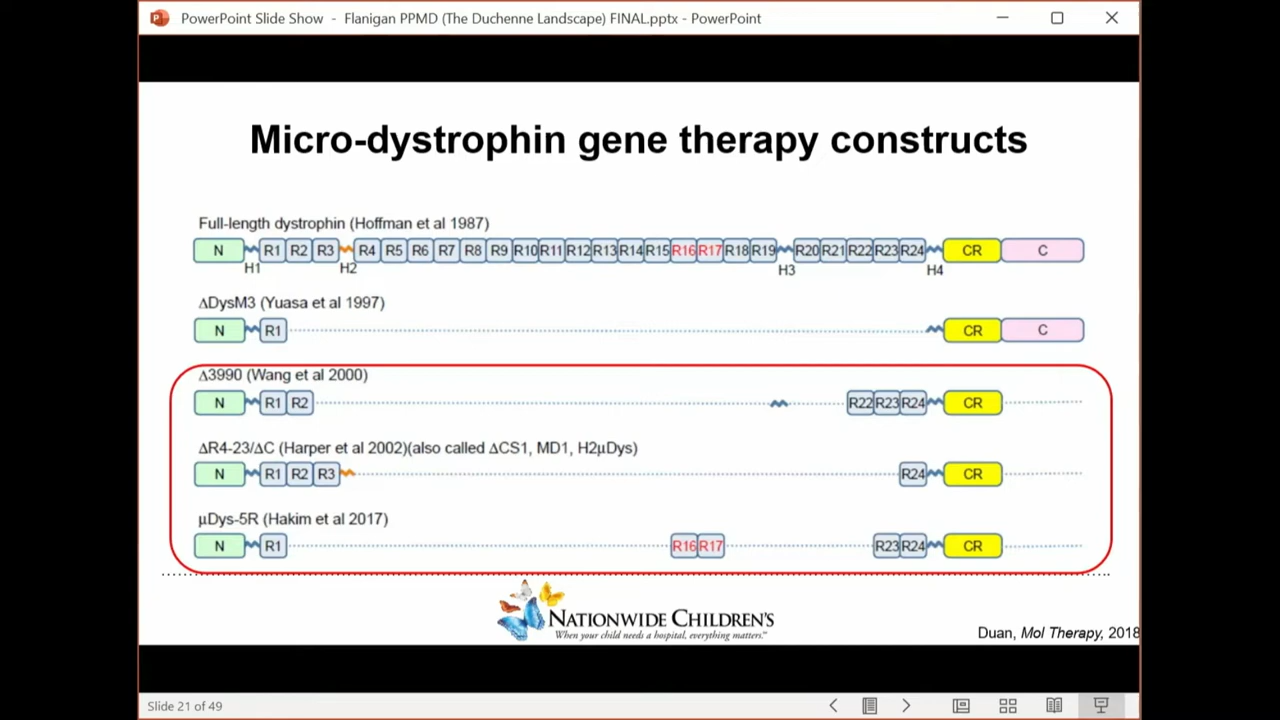 PowerPoint Slide Show - Flanigan PPMD (The Duchenne Landscape) FINAL.pptx - PowerPoint
Micro-dystrophin gene therapy constructs
Full-length dystrophin (Hoffman et al 1987)
N R1 R2 R3 R4 R5 R6 R7 R8 R9 R10 R11 R12 R13 R14 R15 R16 R17 R18 R19 R20 R21 R22 R23 R24 CR C
H1 H2 H3 H4
ΔDysM3 (Yuasa et al 1997)
N R1 CR C
Δ3990 (Wang et al 2000)
N R1 R2 R22 R23 R24 CR
ΔR4-23/ΔC (Harper et al 2002)(also called ΔCS1, MD1, H2μDys)
N R1 R2 R3 R24 CR
μDys-5R (Hakim et al 2017)
N R1 R16 R17 R23 R24 CR
NATIONWIDE CHILDREN'S
When your child needs a hospital, everything matters.™
Duan, Mol Therapy, 2018
Slide 21 of 49